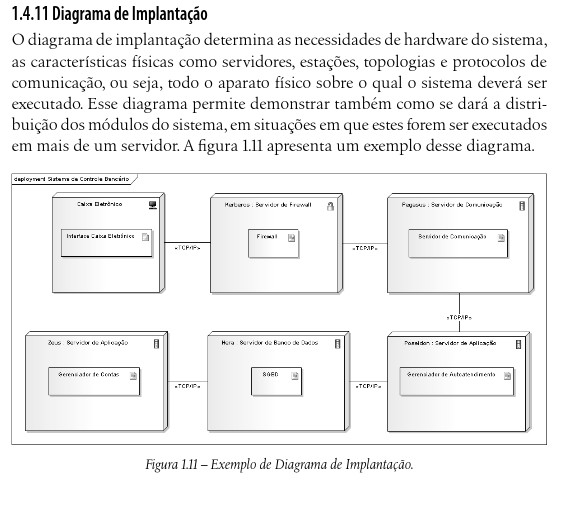 1.4.11 Diagrama de Implantação
O diagrama de implantação determina as necessidades de hardware do sistema,
as características físicas como servidores, estações, topologias e protocolos de
comunicação, ou seja, todo o aparato físico sobre o qual o sistema deverá ser
executado. Esse diagrama permite demonstrar também como se dará a distri-
buição dos módulos do sistema, em situações em que estes forem ser executados
em mais de um servidor. A figura 1.11 apresenta um exemplo desse diagrama.
deployment Sistema de Controle Bancário
Caixa Eletrônico
Kerberos : Servidor de Firewall
Pegasus : Servidor de Comunicação
Interface Caixa Eletrônico
Firewall
Servidor de Comunicação
«TCP/IP»
«TCP/IP»
«TCP/IP»
Zeus : Servidor de Aplicação
Hera : Servidor de Banco de Dados
Poseidon : Servidor de Aplicação
Gerenciador de Contas
SGBD
Gerenciador de Autoatendimento
«TCP/IP»
«TCP/IP»
Figura 1.11 – Exemplo de Diagrama de Implantação.